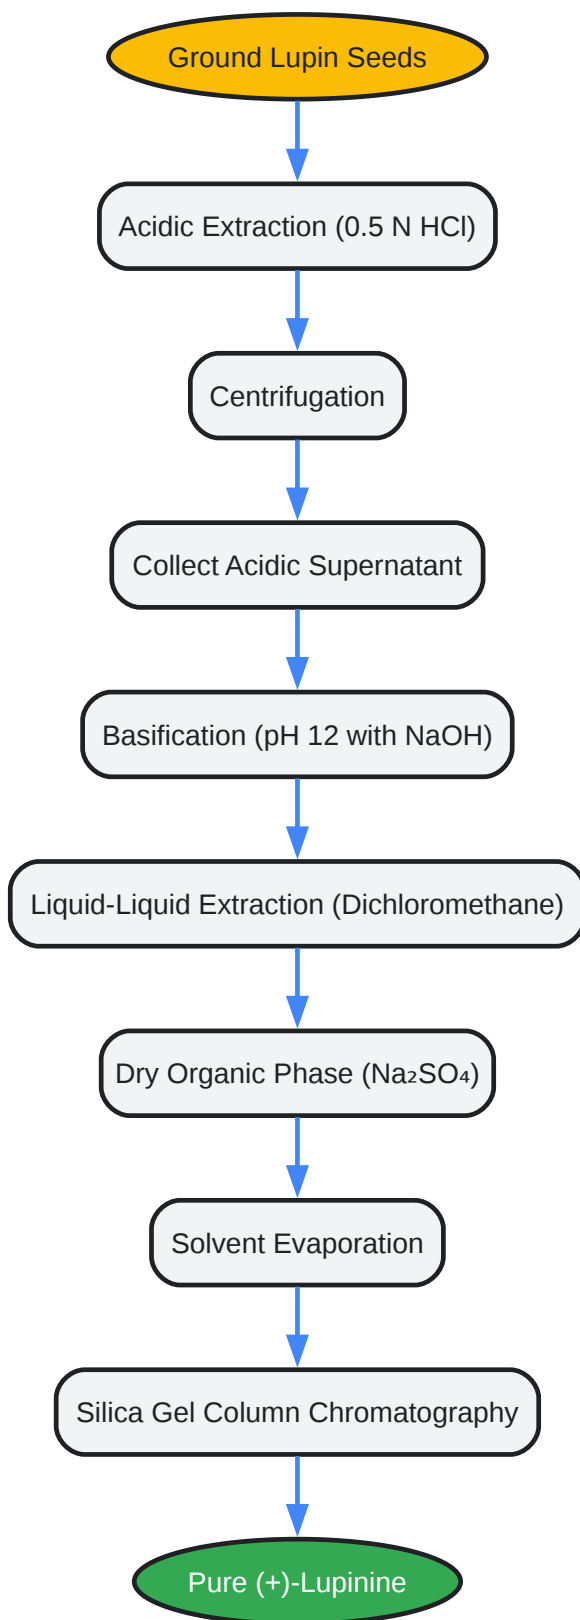 Ground Lupin Seeds
Acidic Extraction (0.5 N HCl)
Centrifugation
Collect Acidic Supernatant
Basification (pH 12 with NaOH)
Liquid-Liquid Extraction (Dichloromethane)
Dry Organic Phase (Na₂SO₄)
Solvent Evaporation
Silica Gel Column Chromatography
Pure (+)-Lupinine